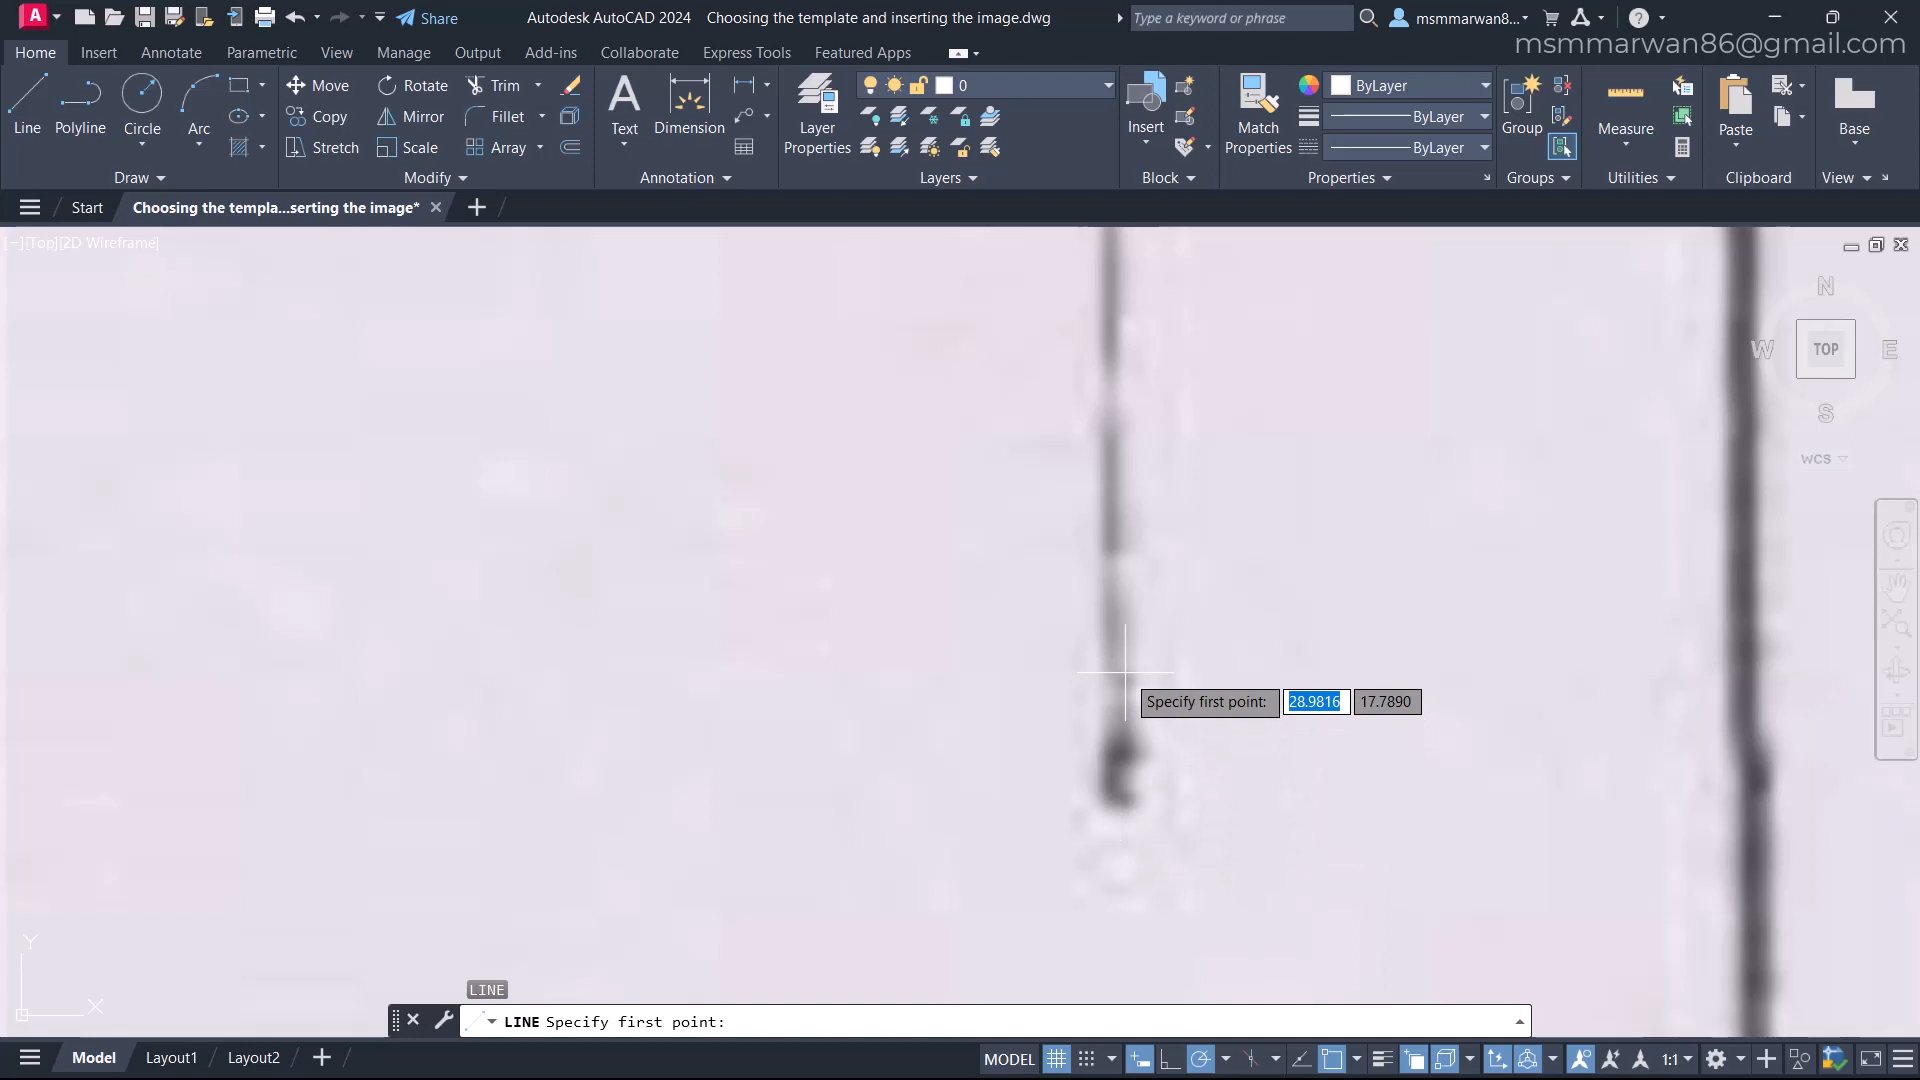 Share
Autodesk AutoCAD 2024 Choosing the template and inserting the image.dwg
Type a keyword or phrase
msmmarwan8...
msmmarwan86@gmail.com
Home Insert Annotate Parametric View Manage Output Add-ins Collaborate Express Tools Featured Apps
Line Polyline Circle Arc
Move Rotate Trim
Copy Mirror Fillet
Stretch Scale Array
Text Dimension
Layer Properties
0
Insert
Match Properties
ByLayer
ByLayer
ByLayer
Group
Measure
Paste
Base
Draw Modify Annotation Layers Block Properties Groups Utilities Clipboard View
Start Choosing the templa...serting the image*
[−][Top][2D Wireframe]
N
W TOP E
S
WCS
Specify first point: 28.9816 17.7890
Y
X
LINE
LINE Specify first point:
Model Layout1 Layout2
MODEL 1:1